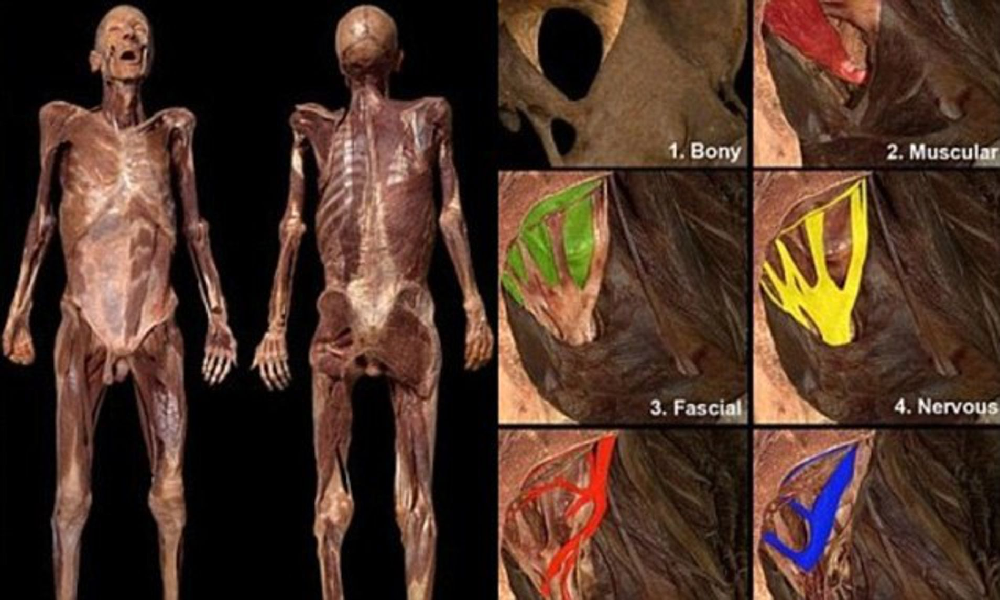 1. Bony
2. Muscular
3. Fascial
4. Nervous